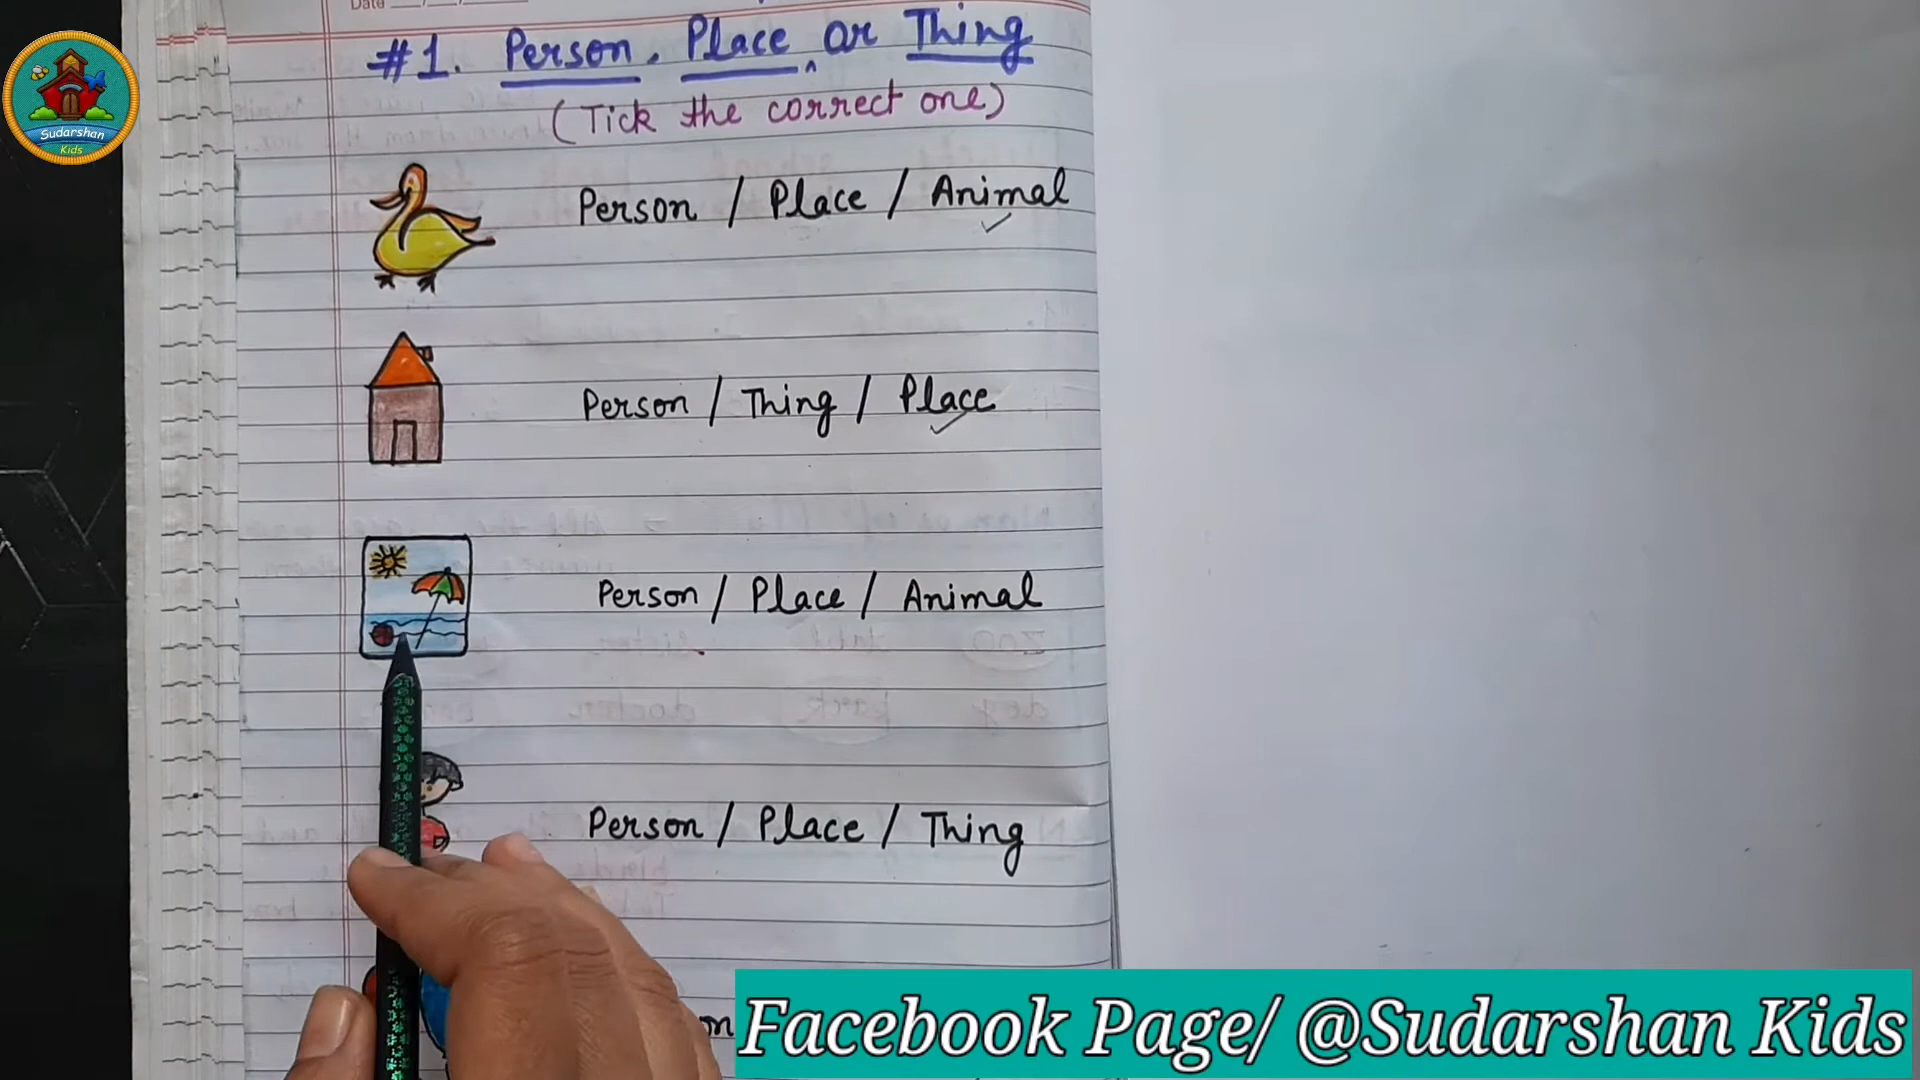 Date
#1. Person, Place or Thing
(Tick the correct one)
Sudarshan
Kids
Person / Place / Animal
Person / Thing / Place
Person / Place / Animal
Person / Place / Thing
Facebook Page/ @Sudarshan Kids